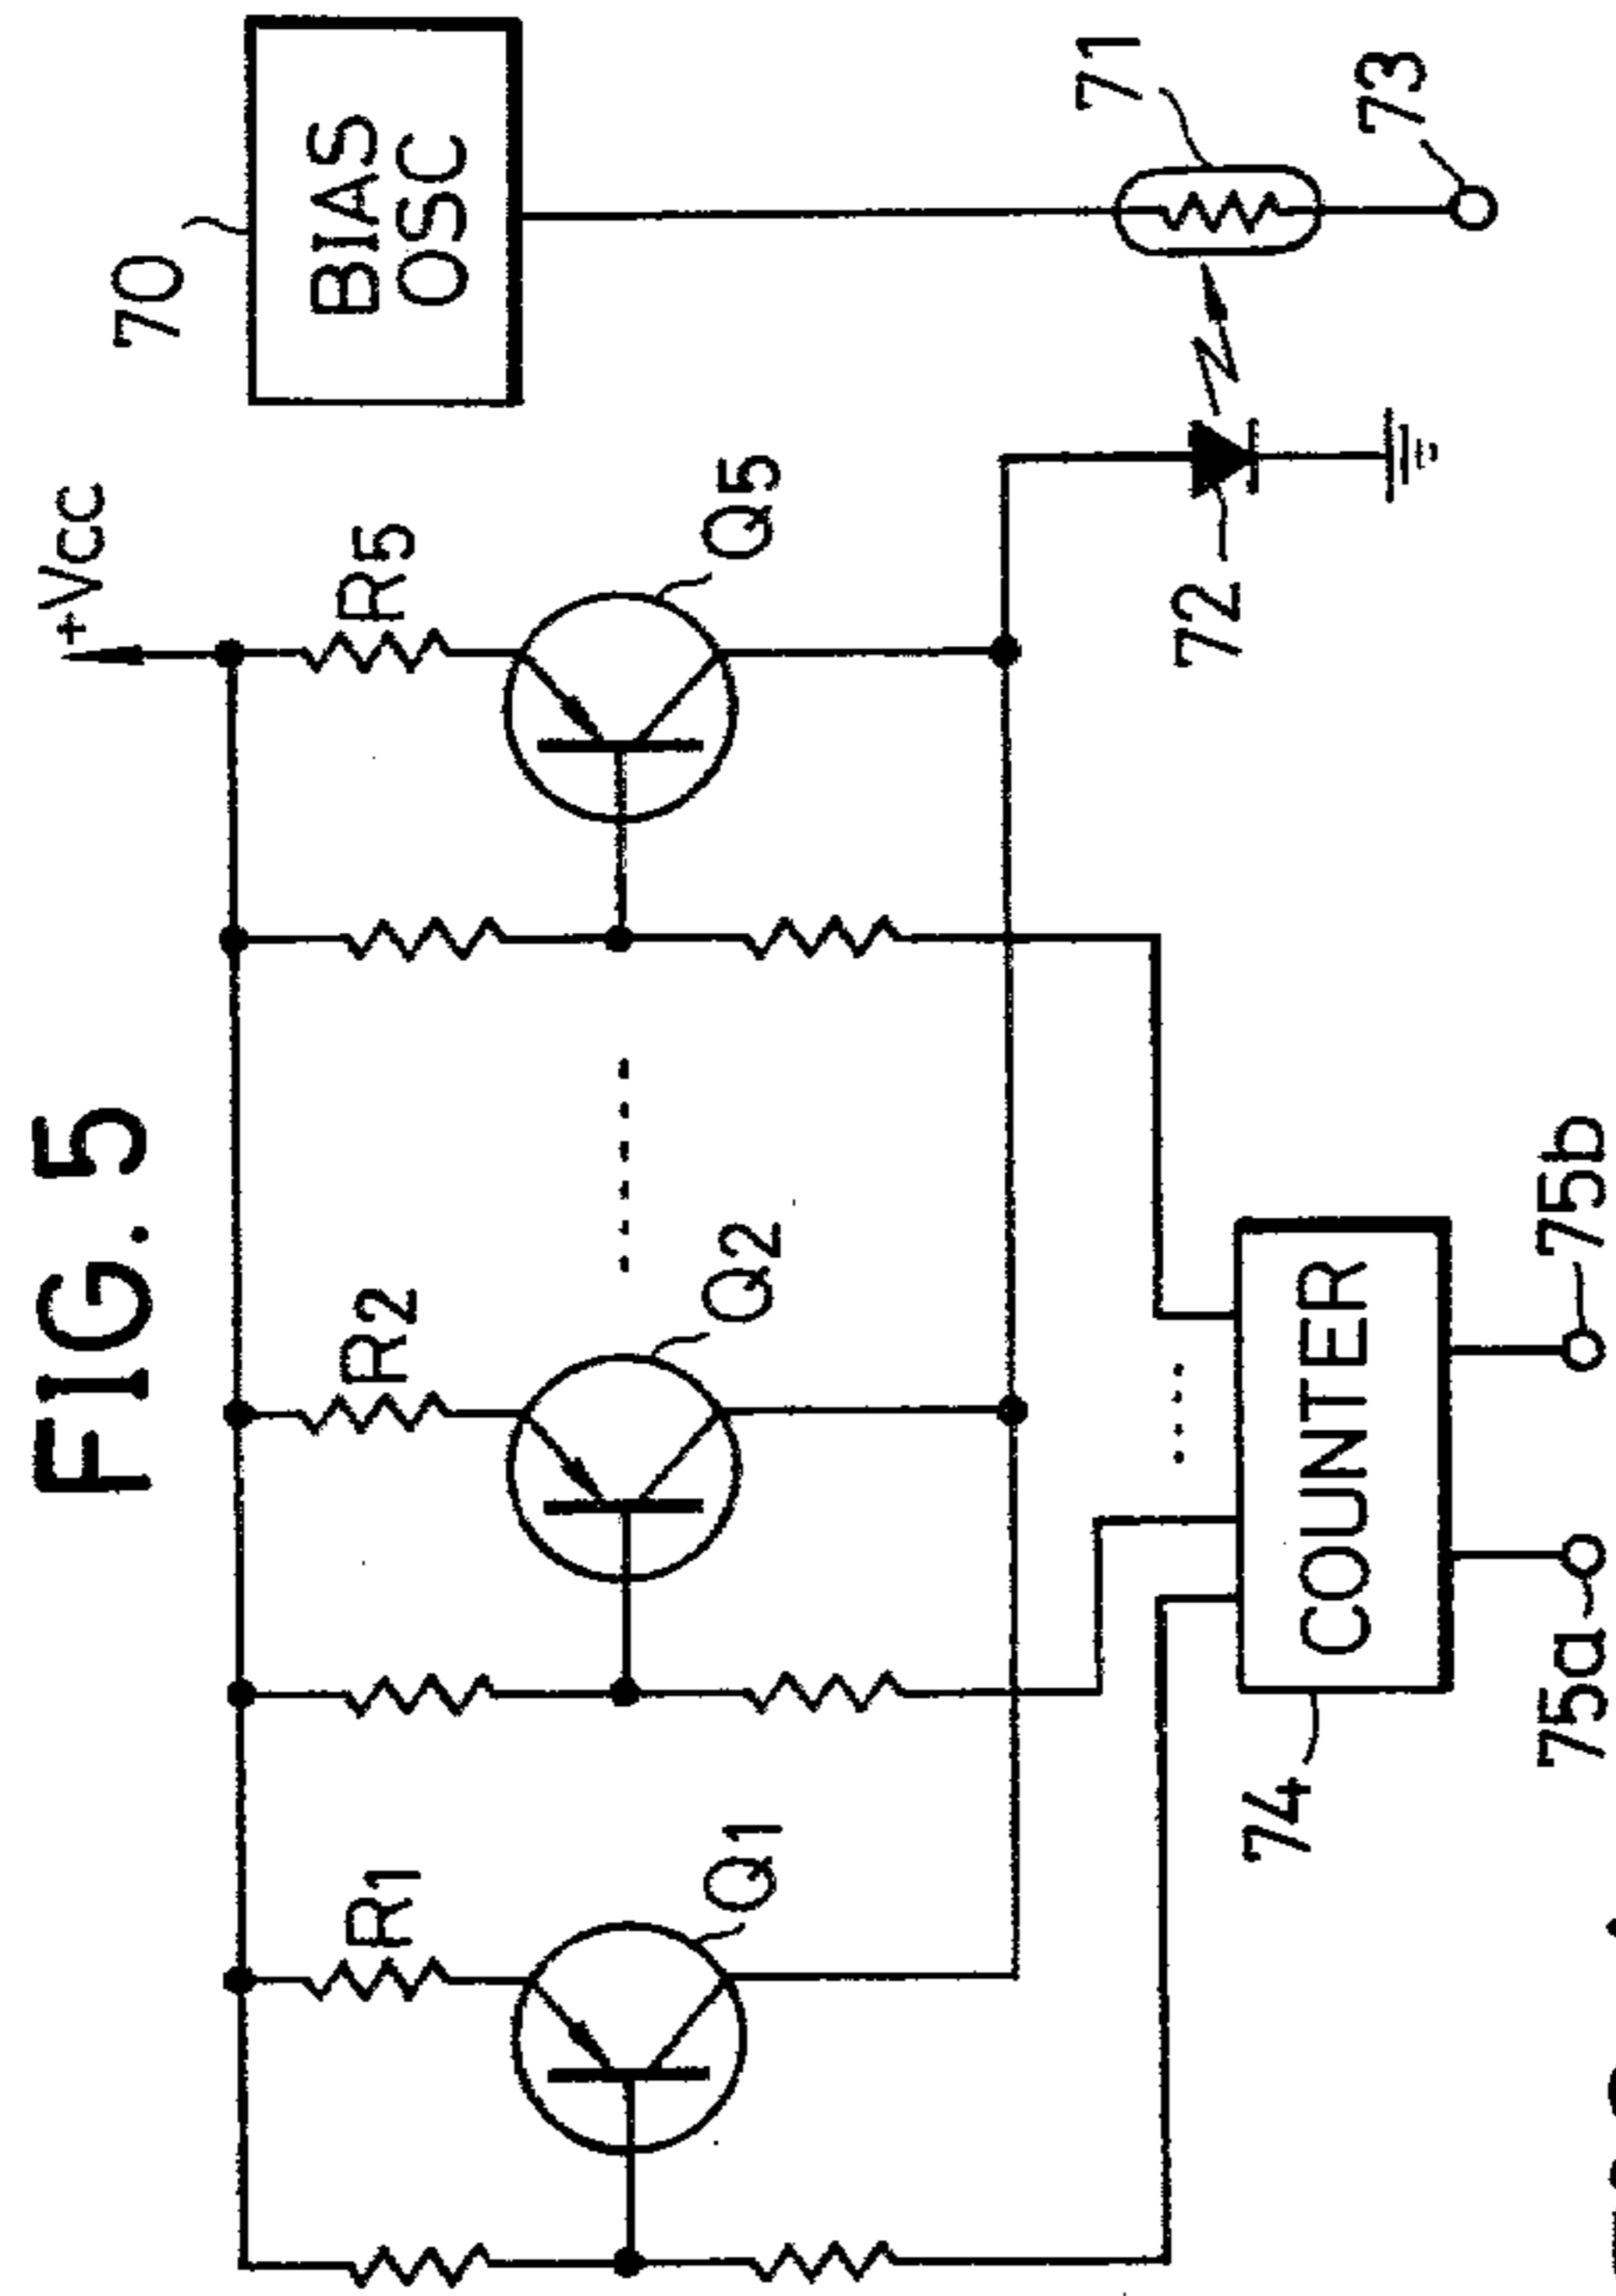 FIG. 5
+Vcc
70
BIAS
OSC
R1
R2
R5
Q1
Q2
Q5
71
72
73
74
COUNTER
75a
75b